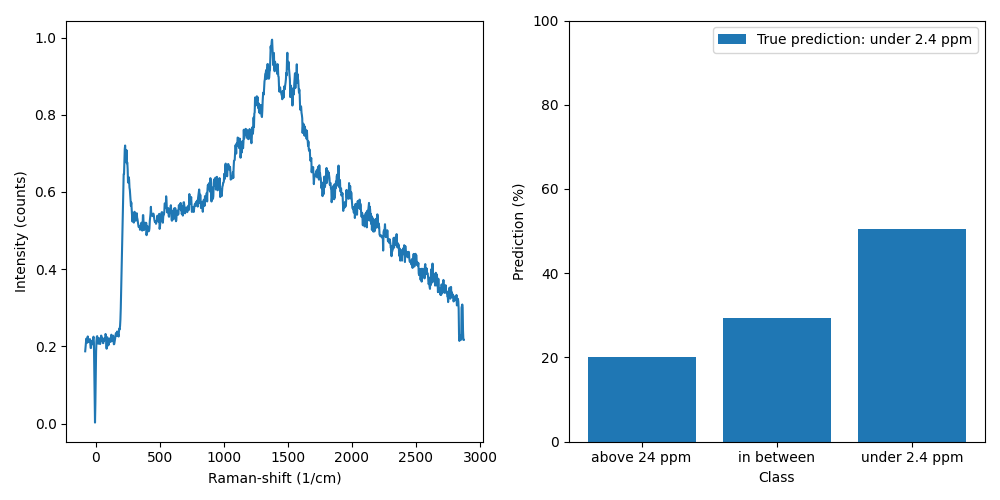 1.0
0.8
0.6
0.4
0.2
0.0
Intensity (counts)
0 500 1000 1500 2000 2500 3000
Raman-shift (1/cm)
100
80
60
40
20
0
Prediction (%)
True prediction: under 2.4 ppm
above 24 ppm in between under 2.4 ppm
Class